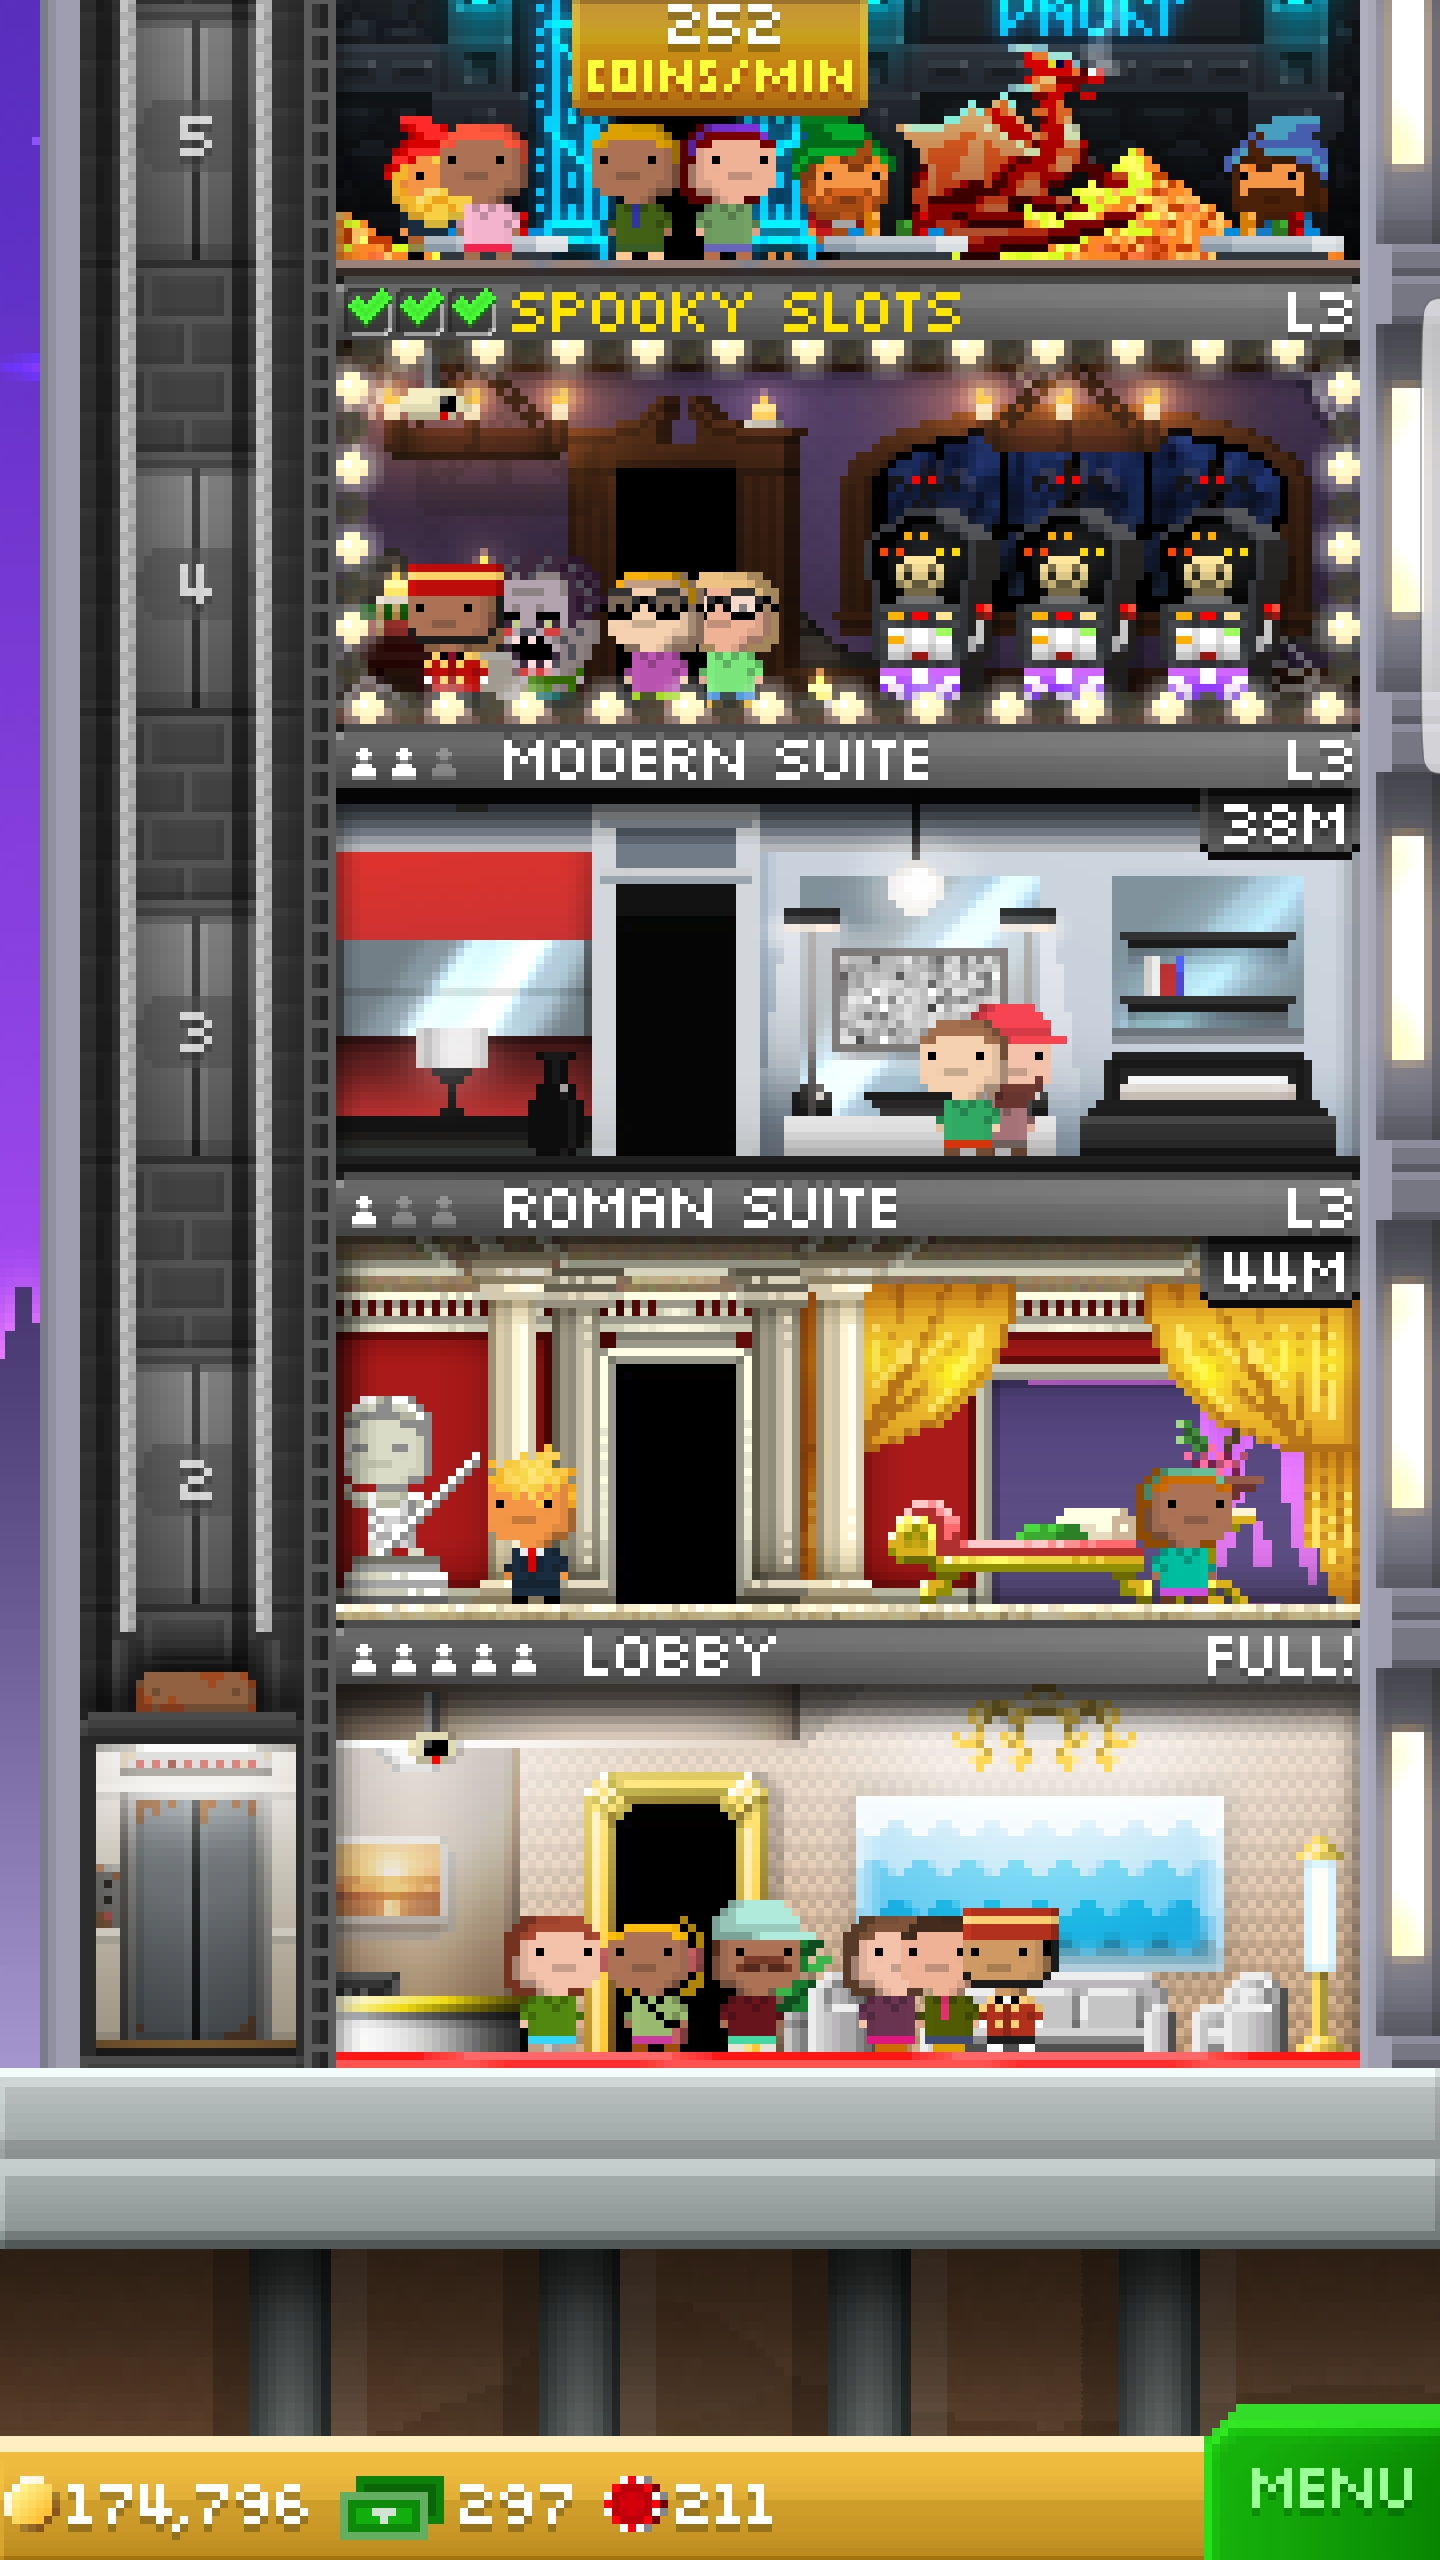 252
COINS/MIN
5
SPOOKY SLOTS L3
4
MODERN SUITE L3
38M
3
ROMAN SUITE L3
44M
2
LOBBY FULL!
174,796 297 211
MENU